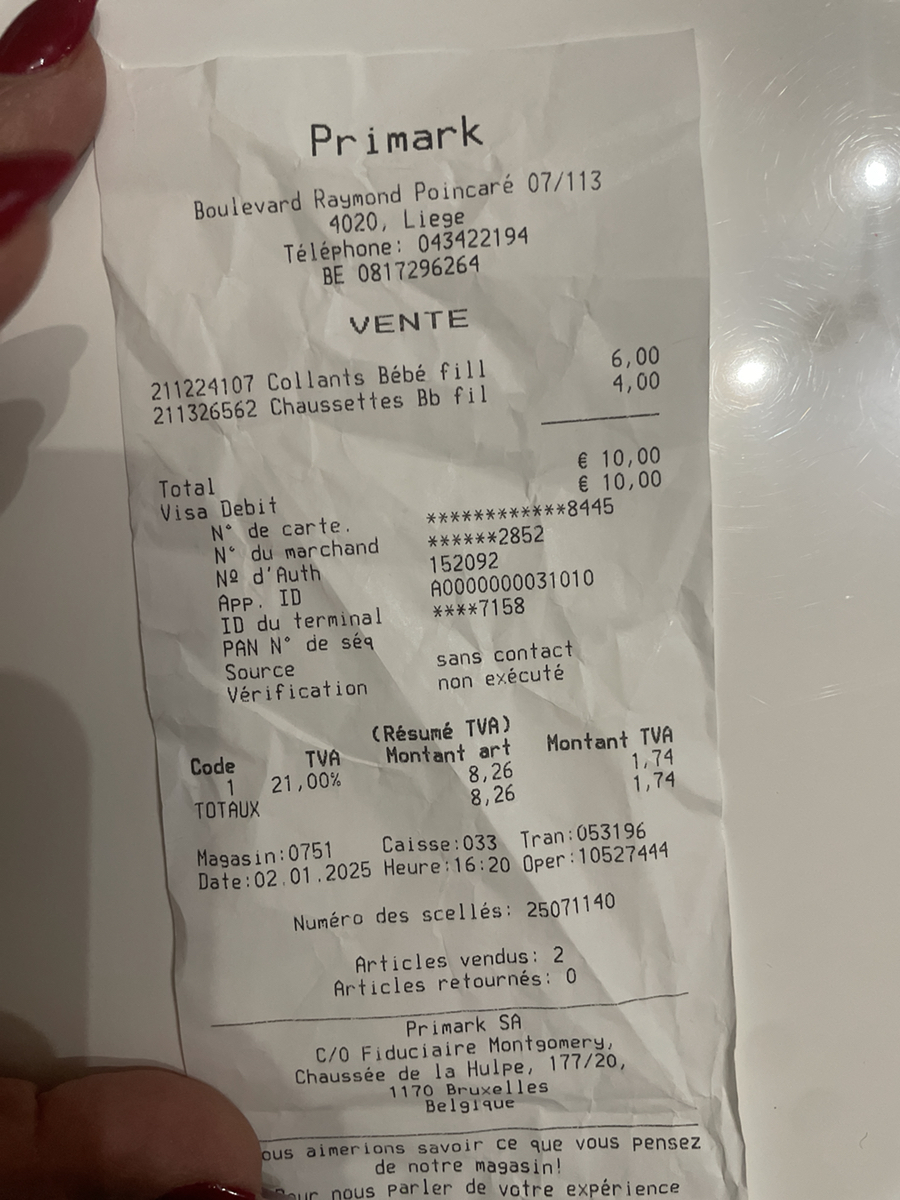 Primark
Boulevard Raymond Poincaré 07/113
4020, Liege
Téléphone: 043422194
BE 0817296264
VENTE
211224107 Collants Bébé fill 6,00
211326562 Chaussettes Bb fil 4,00
Total € 10,00
Visa Debit € 10,00
N° de carte. ************8445
N° du marchand ******2852
Nº d'Auth 152092
App. ID A0000000031010
ID du terminal ****7158
PAN N° de séq
Source sans contact
Vérification non exécuté
(Résumé TVA)
Code TVA Montant art Montant TVA
1 21,00% 8,26 1,74
TOTAUX 8,26 1,74
Magasin:0751 Caisse:033 Tran:053196
Date:02.01.2025 Heure:16:20 Oper:10527444
Numéro des scellés: 25071140
Articles vendus: 2
Articles retournés: 0
Primark SA
C/O Fiduciaire Montgomery,
Chaussée de la Hulpe, 177/20,
1170 Bruxelles
Belgique
ous aimerions savoir ce que vous pensez
de notre magasin!
our nous parler de votre expérience